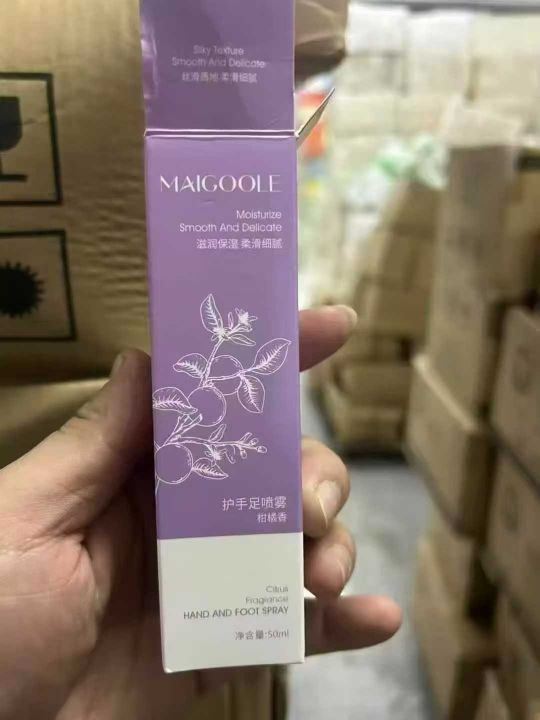 Silky Texture
Smooth And Delicate
丝滑质地 柔滑细腻
MAIGOOLE
Moisturize
Smooth And Delicate
滋润保湿 柔滑细腻
护手足喷雾
柑橘香
Citrus
Fragrance
HAND AND FOOT SPRAY
净含量:50ml